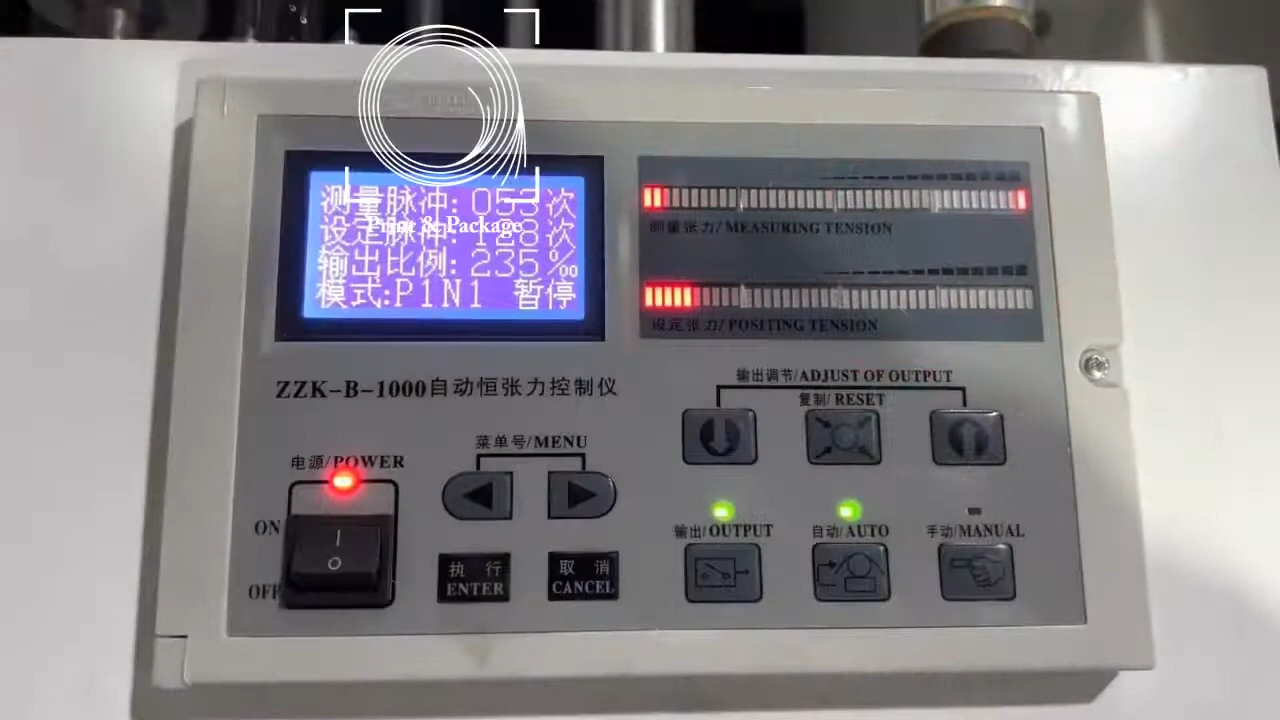 测量脉冲: 053次
Print & Package
设定脉冲: 128次
输出比例: 235‰
模式:P1N1 暂停
测量张力/MEASURING TENSION
设定张力/POSITING TENSION
ZZK-B-1000自动恒张力控制仪
输出调节/ADJUST OF OUTPUT
复制/RESET
菜单号/MENU
电源/POWER
ON
OFF
执行
ENTER
取消
CANCEL
输出/OUTPUT
自动/AUTO
手动/MANUAL